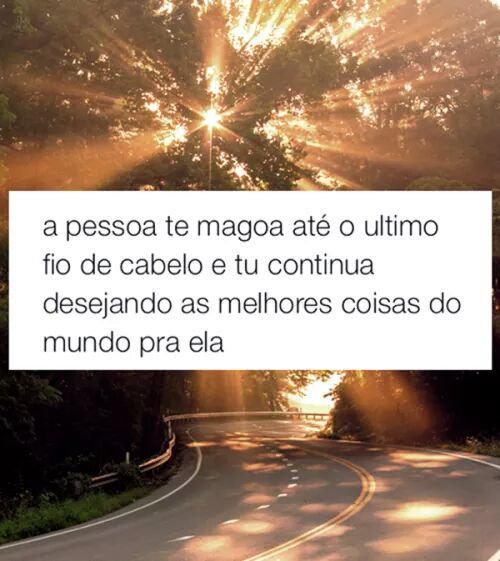 a pessoa te magoa até o ultimo
fio de cabelo e tu continua
desejando as melhores coisas do
mundo pra ela